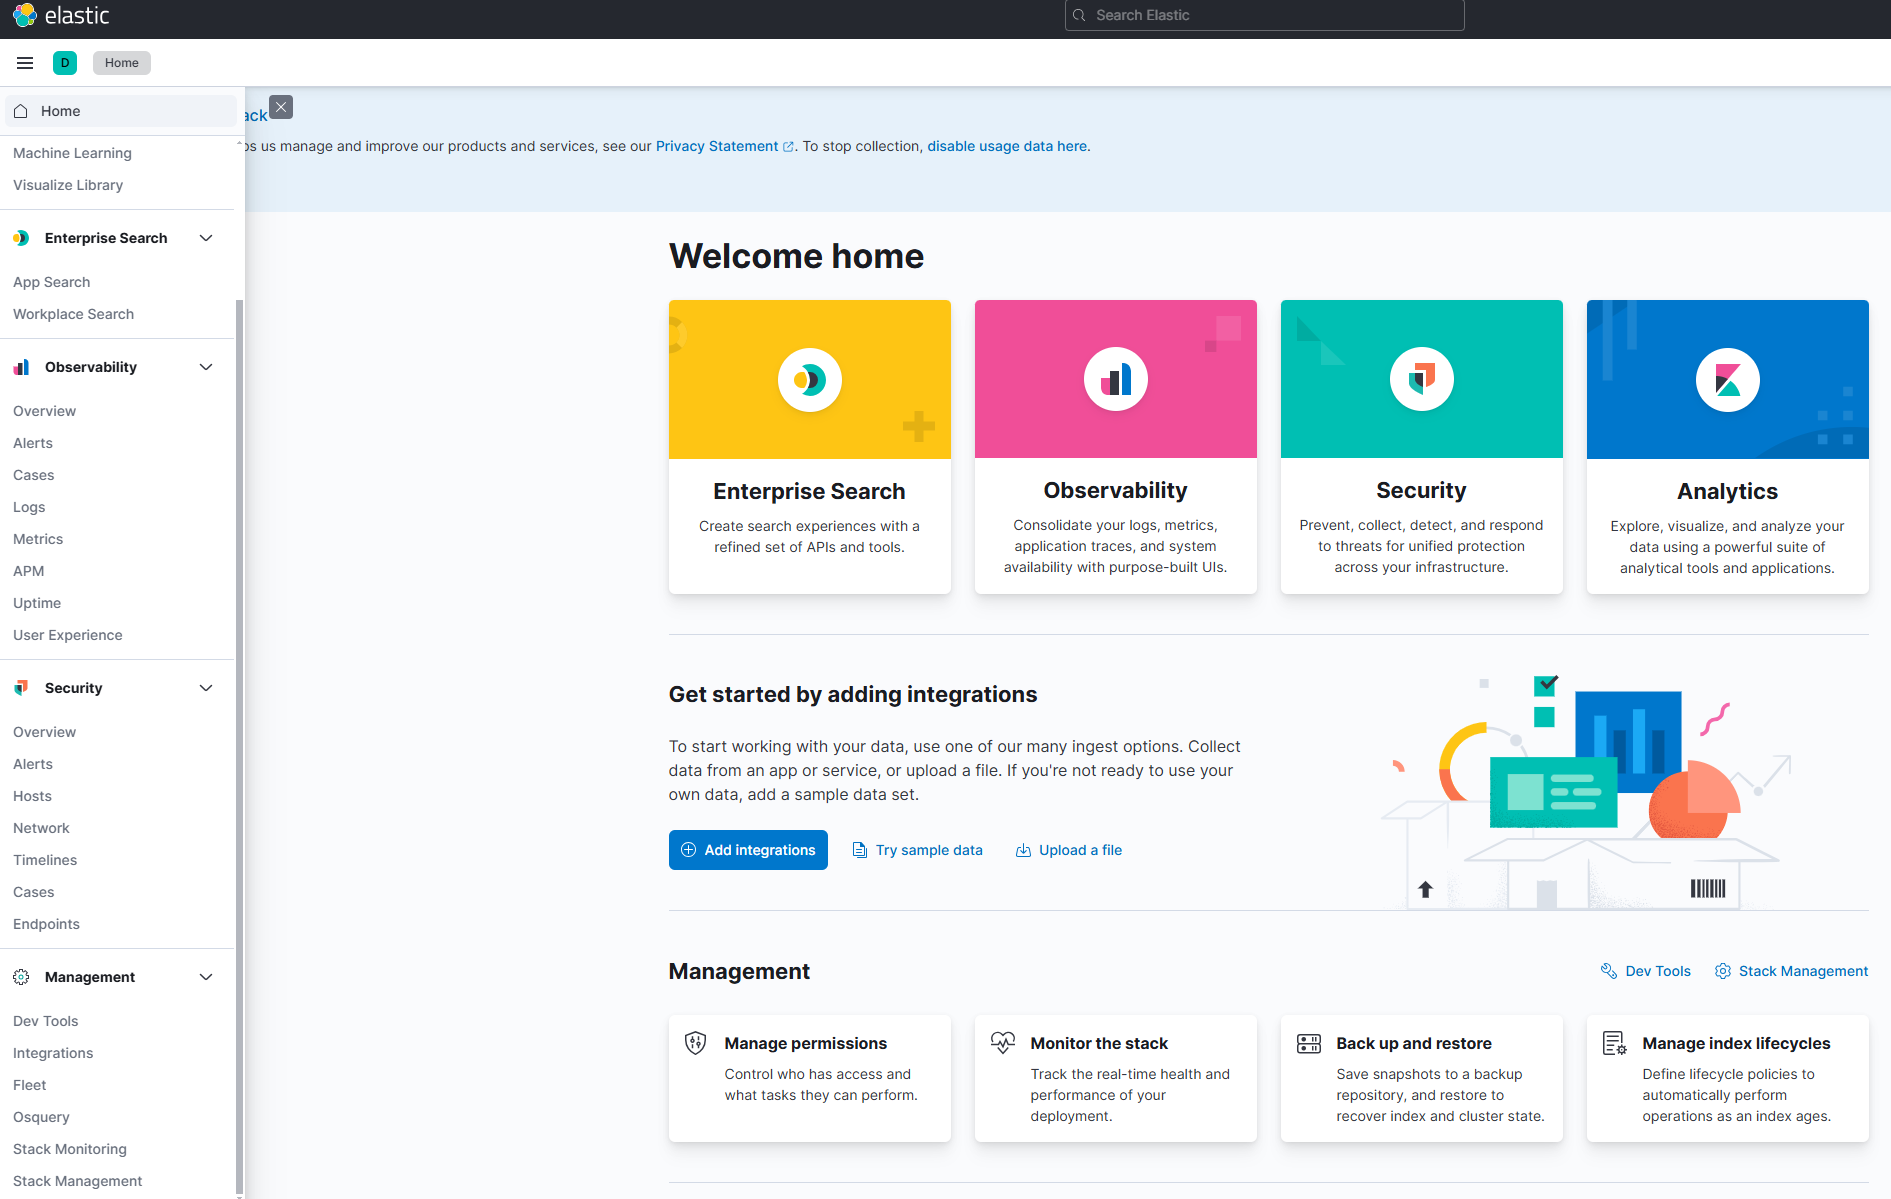 elastic
Search Elastic
D
Home
Home
Machine Learning
Visualize Library
Enterprise Search
App Search
Workplace Search
Observability
Overview
Alerts
Cases
Logs
Metrics
APM
Uptime
User Experience
Security
Overview
Alerts
Hosts
Network
Timelines
Cases
Endpoints
Management
Dev Tools
Integrations
Fleet
Osquery
Stack Monitoring
Stack Management
ack
ps us manage and improve our products and services, see our Privacy Statement. To stop collection, disable usage data here.
Welcome home
Enterprise Search
Create search experiences with a
refined set of APIs and tools.
Observability
Consolidate your logs, metrics,
application traces, and system
availability with purpose-built UIs.
Security
Prevent, collect, detect, and respond
to threats for unified protection
across your infrastructure.
Analytics
Explore, visualize, and analyze your
data using a powerful suite of
analytical tools and applications.
Get started by adding integrations
To start working with your data, use one of our many ingest options. Collect
data from an app or service, or upload a file. If you're not ready to use your
own data, add a sample data set.
Add integrations
Try sample data
Upload a file
Management
Dev Tools
Stack Management
Manage permissions
Control who has access and
what tasks they can perform.
Monitor the stack
Track the real-time health and
performance of your
deployment.
Back up and restore
Save snapshots to a backup
repository, and restore to
recover index and cluster state.
Manage index lifecycles
Define lifecycle policies to
automatically perform
operations as an index ages.